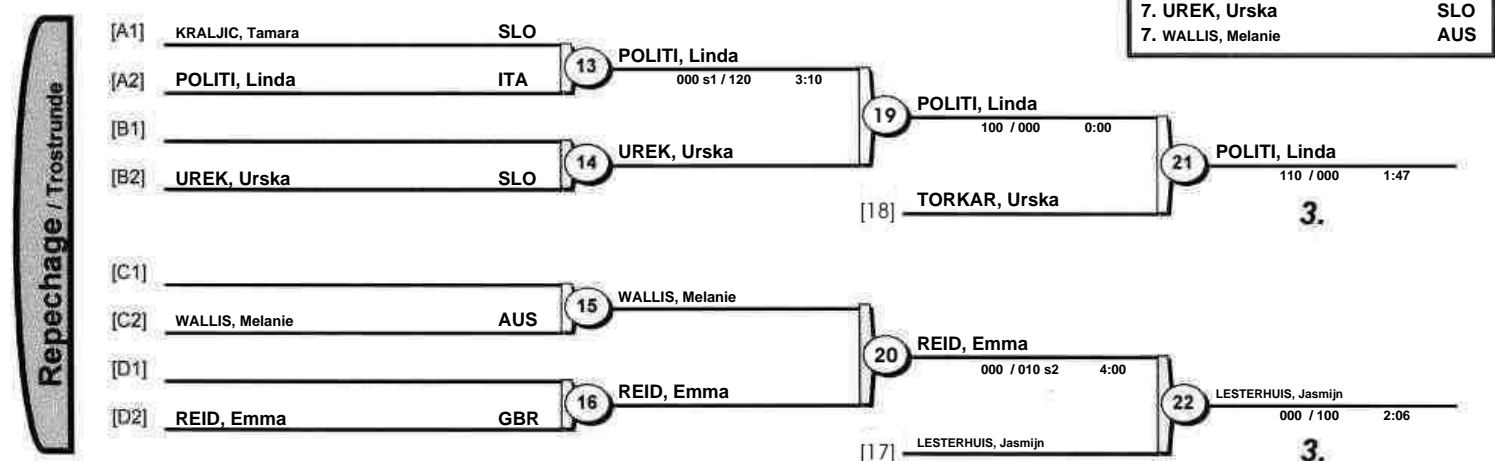 7. UREK, Urska SLO
7. WALLIS, Melanie AUS
Repechage / Trostrunde
[A1] KRALJIC, Tamara SLO
13 POLITI, Linda
000 s1 / 120 3:10
[A2] POLITI, Linda ITA
19 POLITI, Linda
100 / 000 0:00
[B1]
14 UREK, Urska
[B2] UREK, Urska SLO
21 POLITI, Linda
110 / 000 1:47
[18] TORKAR, Urska
3.
[C1]
15 WALLIS, Melanie
[C2] WALLIS, Melanie AUS
20 REID, Emma
000 / 010 s2 4:00
[D1]
16 REID, Emma
[D2] REID, Emma GBR
22 LESTERHUIS, Jasmijn
000 / 100 2:06
[17] LESTERHUIS, Jasmijn
3.